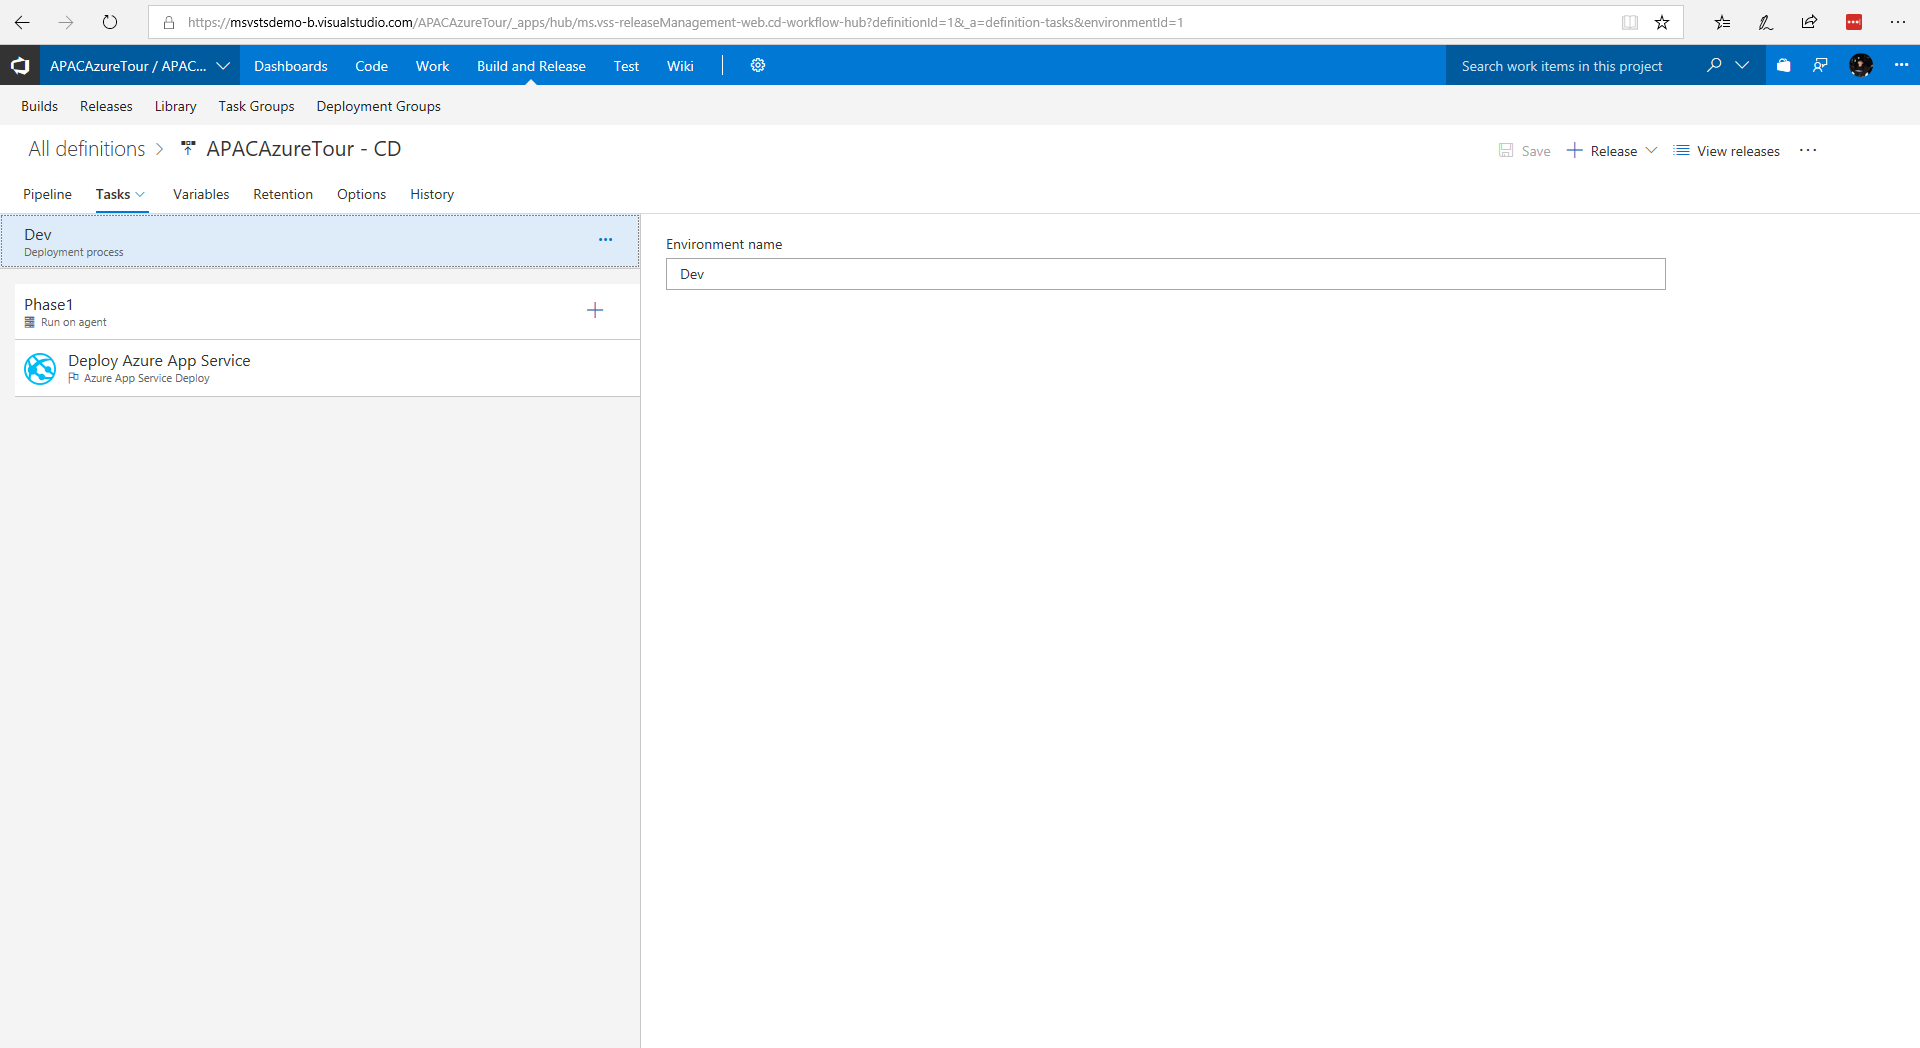 https://msvstsdemo-b.visualstudio.com/APACAzureTour/_apps/hub/ms.vss-releaseManagement-web.cd-workflow-hub?definitionId=1&_a=definition-tasks&environmentId=1
APACAzureTour / APAC... Dashboards Code Work Build and Release Test Wiki Search work items in this project
Builds Releases Library Task Groups Deployment Groups
All definitions > APACAzureTour - CD Save + Release View releases ...
Pipeline Tasks Variables Retention Options History
Dev
Deployment process
Environment name
Dev
Phase1
Run on agent
Deploy Azure App Service
Azure App Service Deploy